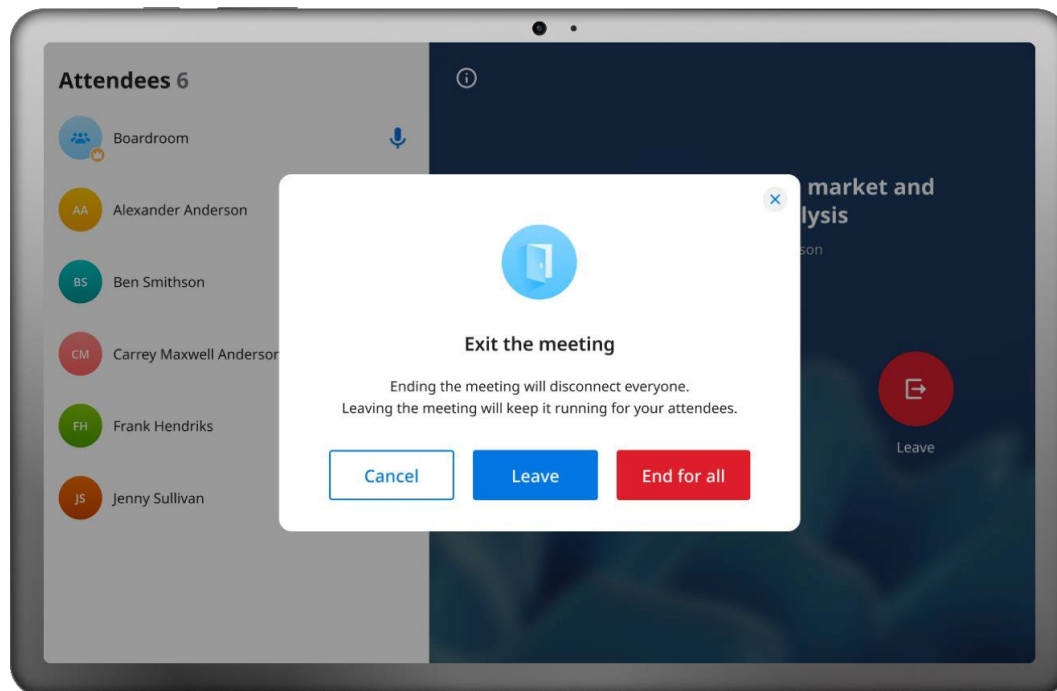 Attendees 6
Boardroom
AA Alexander Anderson
BS Ben Smithson
CM Carrey Maxwell Anderson
FH Frank Hendriks
JS Jenny Sullivan
market and
lysis
son
Leave
Exit the meeting
Ending the meeting will disconnect everyone.
Leaving the meeting will keep it running for your attendees.
Cancel Leave End for all